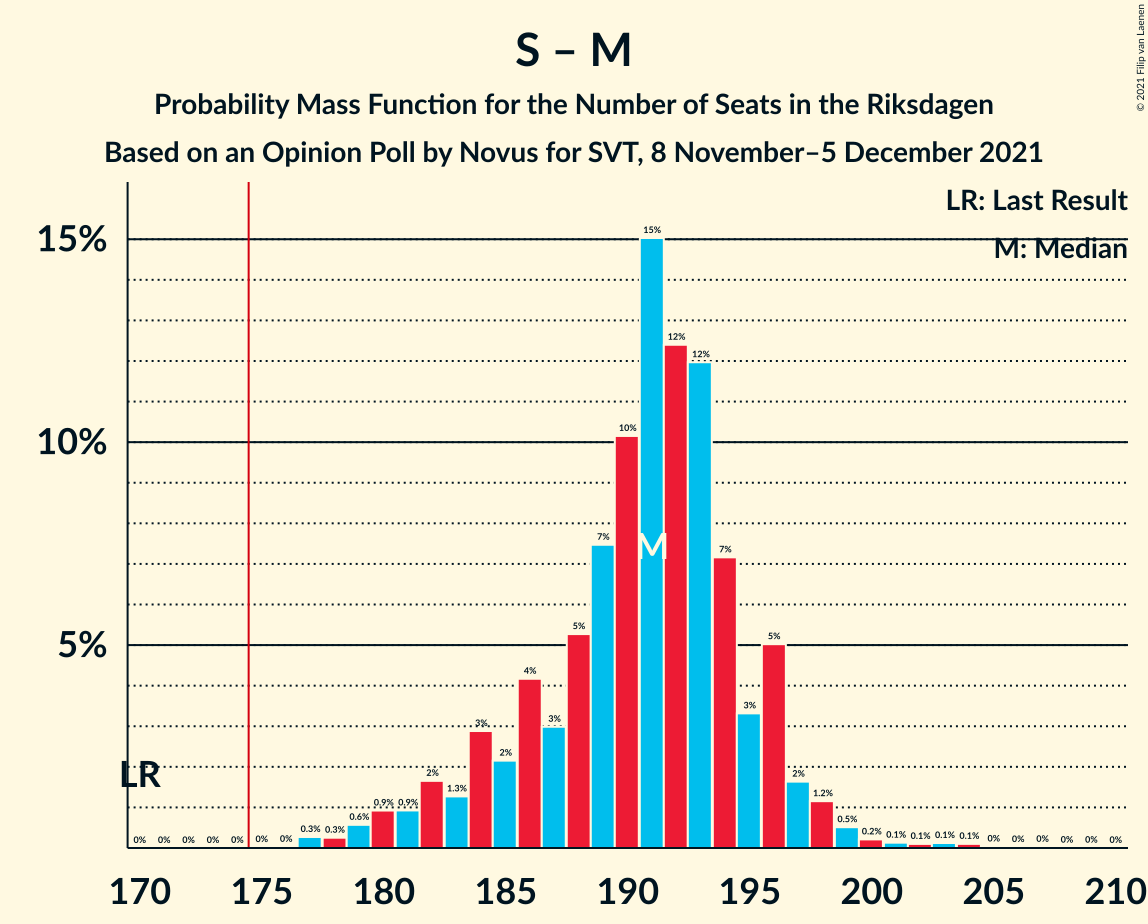 S – M
Probability Mass Function for the Number of Seats in the Riksdagen
Based on an Opinion Poll by Novus for SVT, 8 November–5 December 2021
© 2021 Filip van Laenen
LR: Last Result
M: Median
15%
10%
5%
LR
M
0% 0% 0% 0% 0% 0% 0% 0.3% 0.3% 0.6% 0.9% 0.9% 2% 1.3% 3% 2% 4% 3% 5% 7% 10% 15% 12% 12% 7% 3% 5% 2% 1.2% 0.5% 0.2% 0.1% 0.1% 0.1% 0.1% 0% 0% 0% 0% 0% 0%
170 175 180 185 190 195 200 205 210